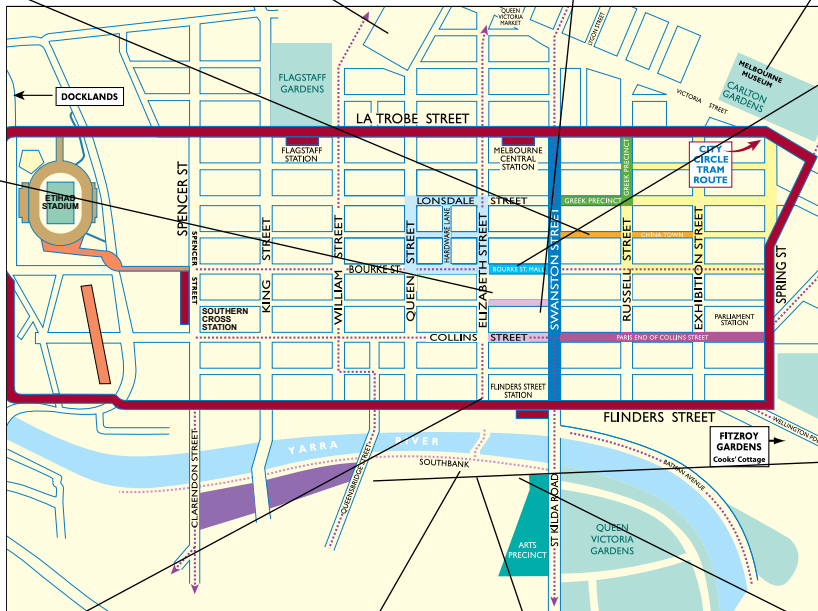 QUEEN
VICTORIA
MARKET
LYGON STREET
MELBOURNE
MUSEUM
CARLTON
GARDENS
VICTORIA STREET
FLAGSTAFF
GARDENS
DOCKLANDS
LA TROBE STREET
FLAGSTAFF
STATION
MELBOURNE
CENTRAL
STATION
CITY
CIRCLE
TRAM
ROUTE
GREEK PRECINCT
ETIHAD
STADIUM
SPENCER ST
LONSDALE STREET
GREEK PRECINCT
HARDWARE LANE
CHINA TOWN
SPENCER STREET
KING STREET
WILLIAM STREET
QUEEN STREET
ELIZABETH STREET
SWANSTON STREET
RUSSELL STREET
EXHIBITION STREET
SPRING ST
BOURKE ST.
BOURKE ST. MALL
SOUTHERN
CROSS
STATION
PARLIAMENT
STATION
COLLINS STREET
PARIS END OF COLLINS STREET
FLINDERS STREET
STATION
FLINDERS STREET
WELLINGTON PDE
FITZROY
GARDENS
Cooks' Cottage
YARRA RIVER
SOUTHBANK
CLARENDON STREET
QUEENSBRIDGE STREET
BATMAN AVENUE
ST KILDA ROAD
ARTS
PRECINCT
QUEEN
VICTORIA
GARDENS